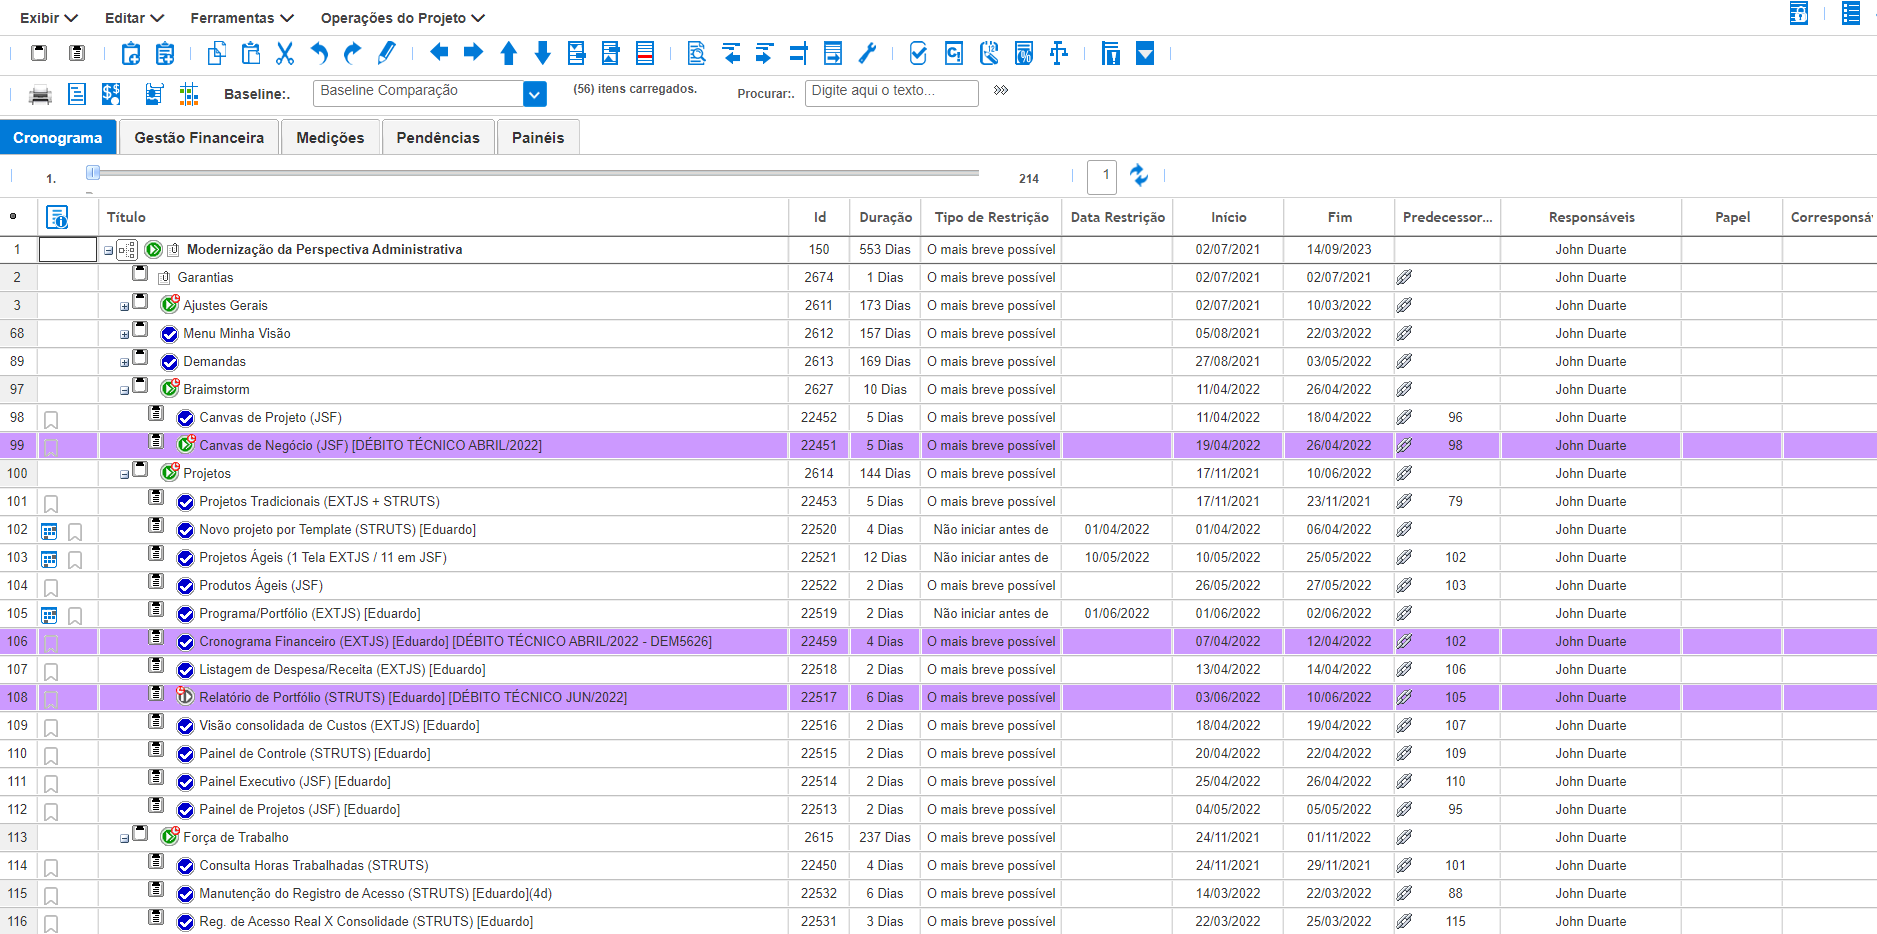 Exibir Editar Ferramentas Operações do Projeto
Baseline:. Baseline Comparação (56) itens carregados. Procurar:. Digite aqui o texto...
Cronograma Gestão Financeira Medições Pendências Painéis
1. 214 1
Título Id Duração Tipo de Restrição Data Restrição Início Fim Predecessor... Responsáveis Papel Corresponsá
1 Modernização da Perspectiva Administrativa 150 553 Dias O mais breve possível 02/07/2021 14/09/2023 John Duarte
2 Garantias 2674 1 Dias O mais breve possível 02/07/2021 02/07/2021 John Duarte
3 Ajustes Gerais 2611 173 Dias O mais breve possível 02/07/2021 10/03/2022 John Duarte
68 Menu Minha Visão 2612 157 Dias O mais breve possível 05/08/2021 22/03/2022 John Duarte
89 Demandas 2613 169 Dias O mais breve possível 27/08/2021 03/05/2022 John Duarte
97 Braimstorm 2627 10 Dias O mais breve possível 11/04/2022 26/04/2022 John Duarte
98 Canvas de Projeto (JSF) 22452 5 Dias O mais breve possível 11/04/2022 18/04/2022 96 John Duarte
99 Canvas de Negócio (JSF) [DÉBITO TÉCNICO ABRIL/2022] 22451 5 Dias O mais breve possível 19/04/2022 26/04/2022 98 John Duarte
100 Projetos 2614 144 Dias O mais breve possível 17/11/2021 10/06/2022 John Duarte
101 Projetos Tradicionais (EXTJS + STRUTS) 22453 5 Dias O mais breve possível 17/11/2021 23/11/2021 79 John Duarte
102 Novo projeto por Template (STRUTS) [Eduardo] 22520 4 Dias Não iniciar antes de 01/04/2022 01/04/2022 06/04/2022 John Duarte
103 Projetos Ágeis (1 Tela EXTJS / 11 em JSF) 22521 12 Dias Não iniciar antes de 10/05/2022 10/05/2022 25/05/2022 102 John Duarte
104 Produtos Ágeis (JSF) 22522 2 Dias O mais breve possível 26/05/2022 27/05/2022 103 John Duarte
105 Programa/Portfólio (EXTJS) [Eduardo] 22519 2 Dias Não iniciar antes de 01/06/2022 01/06/2022 02/06/2022 John Duarte
106 Cronograma Financeiro (EXTJS) [Eduardo] [DÉBITO TÉCNICO ABRIL/2022 - DEM5626] 22459 4 Dias O mais breve possível 07/04/2022 12/04/2022 102 John Duarte
107 Listagem de Despesa/Receita (EXTJS) [Eduardo] 22518 2 Dias O mais breve possível 13/04/2022 14/04/2022 106 John Duarte
108 Relatório de Portfólio (STRUTS) [Eduardo] [DÉBITO TÉCNICO JUN/2022] 22517 6 Dias O mais breve possível 03/06/2022 10/06/2022 105 John Duarte
109 Visão consolidada de Custos (EXTJS) [Eduardo] 22516 2 Dias O mais breve possível 18/04/2022 19/04/2022 107 John Duarte
110 Painel de Controle (STRUTS) [Eduardo] 22515 2 Dias O mais breve possível 20/04/2022 22/04/2022 109 John Duarte
111 Painel Executivo (JSF) [Eduardo] 22514 2 Dias O mais breve possível 25/04/2022 26/04/2022 110 John Duarte
112 Painel de Projetos (JSF) [Eduardo] 22513 2 Dias O mais breve possível 04/05/2022 05/05/2022 95 John Duarte
113 Força de Trabalho 2615 237 Dias O mais breve possível 24/11/2021 01/11/2022 John Duarte
114 Consulta Horas Trabalhadas (STRUTS) 22450 4 Dias O mais breve possível 24/11/2021 29/11/2021 101 John Duarte
115 Manutenção do Registro de Acesso (STRUTS) [Eduardo](4d) 22532 6 Dias O mais breve possível 14/03/2022 22/03/2022 88 John Duarte
116 Reg. de Acesso Real X Consolidade (STRUTS) [Eduardo] 22531 3 Dias O mais breve possível 22/03/2022 25/03/2022 115 John Duarte